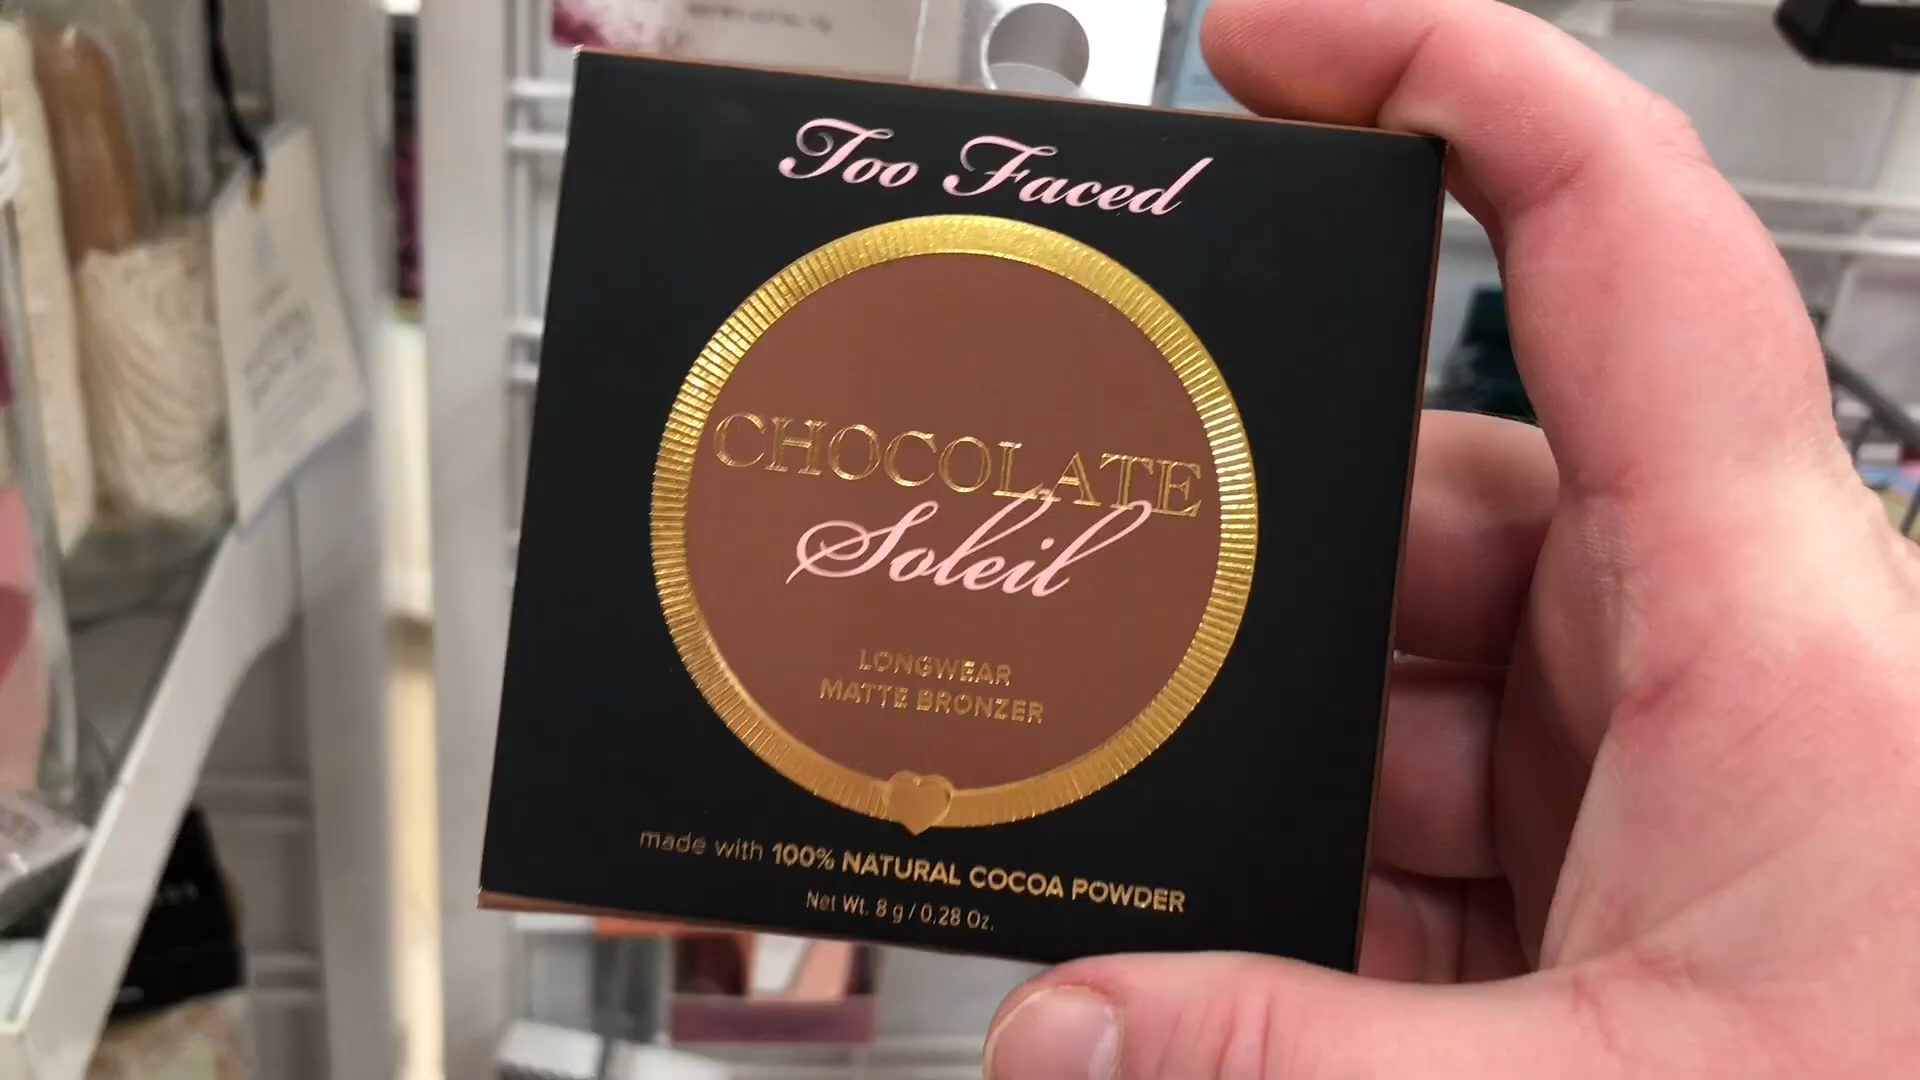 Too Faced
CHOCOLATE
Soleil
LONGWEAR
MATTE BRONZER
made with 100% NATURAL COCOA POWDER
Net Wt. 8 g / 0.28 Oz.